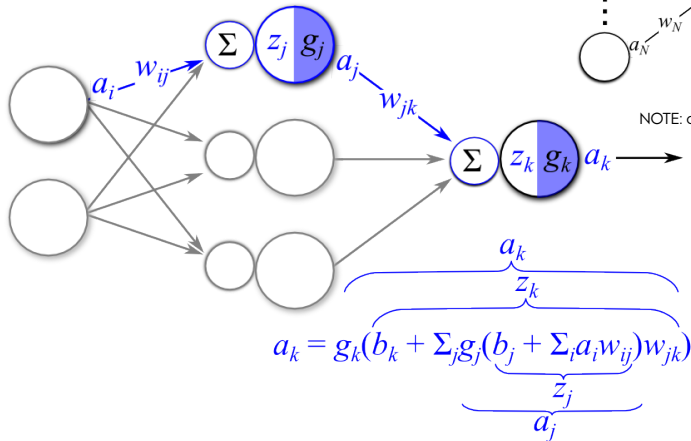 a_i w_ij Σ z_j g_j a_j
w_jk
a_N w_N
NOTE:
Σ z_k g_k a_k
a_k
z_k
a_k = g_k(b_k + Σ_j g_j(b_j + Σ_i a_i w_ij)w_jk)
z_j
a_j